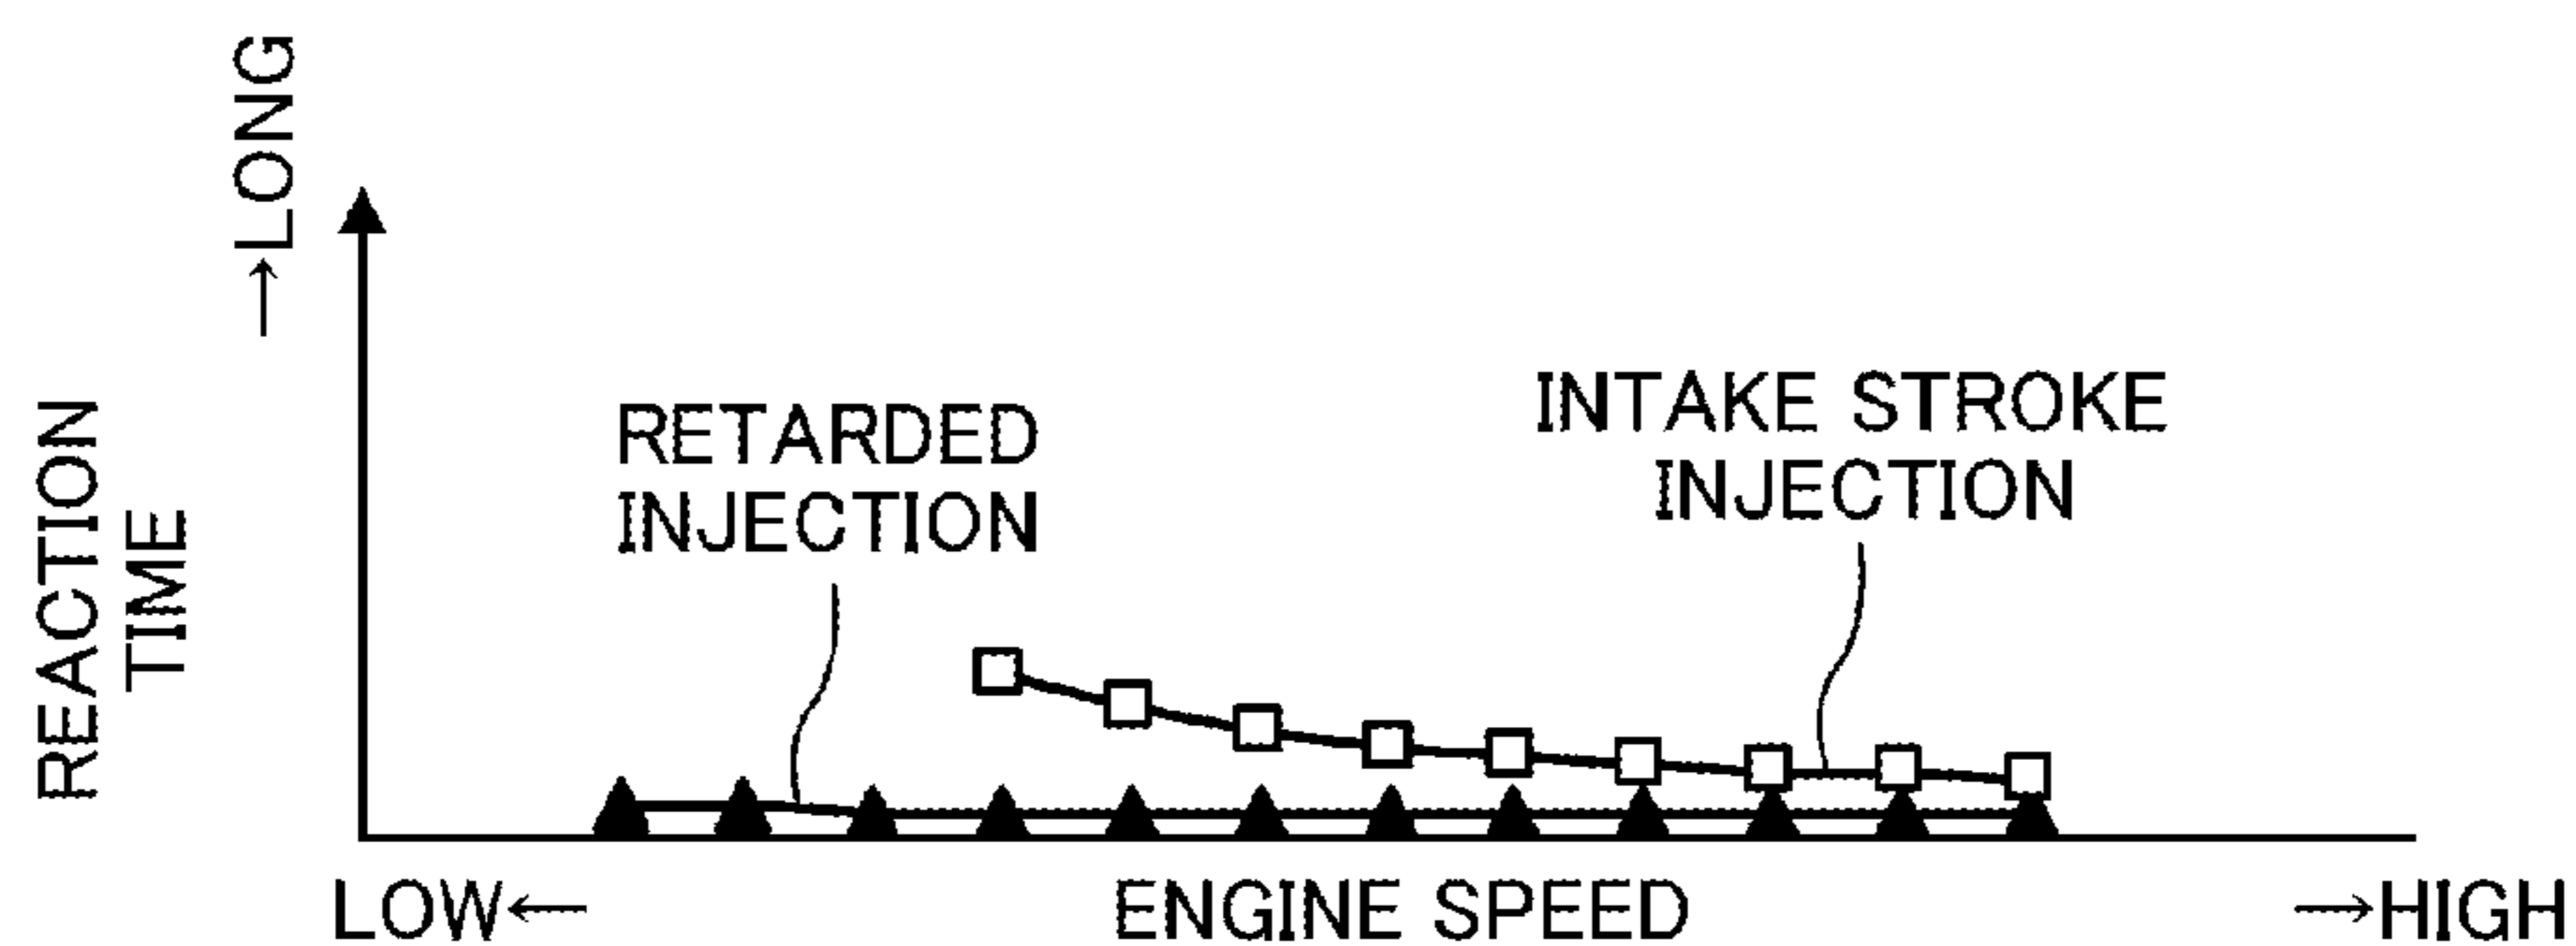 →LONG
REACTION
TIME
RETARDED
INJECTION
INTAKE STROKE
INJECTION
LOW←
ENGINE SPEED
→HIGH